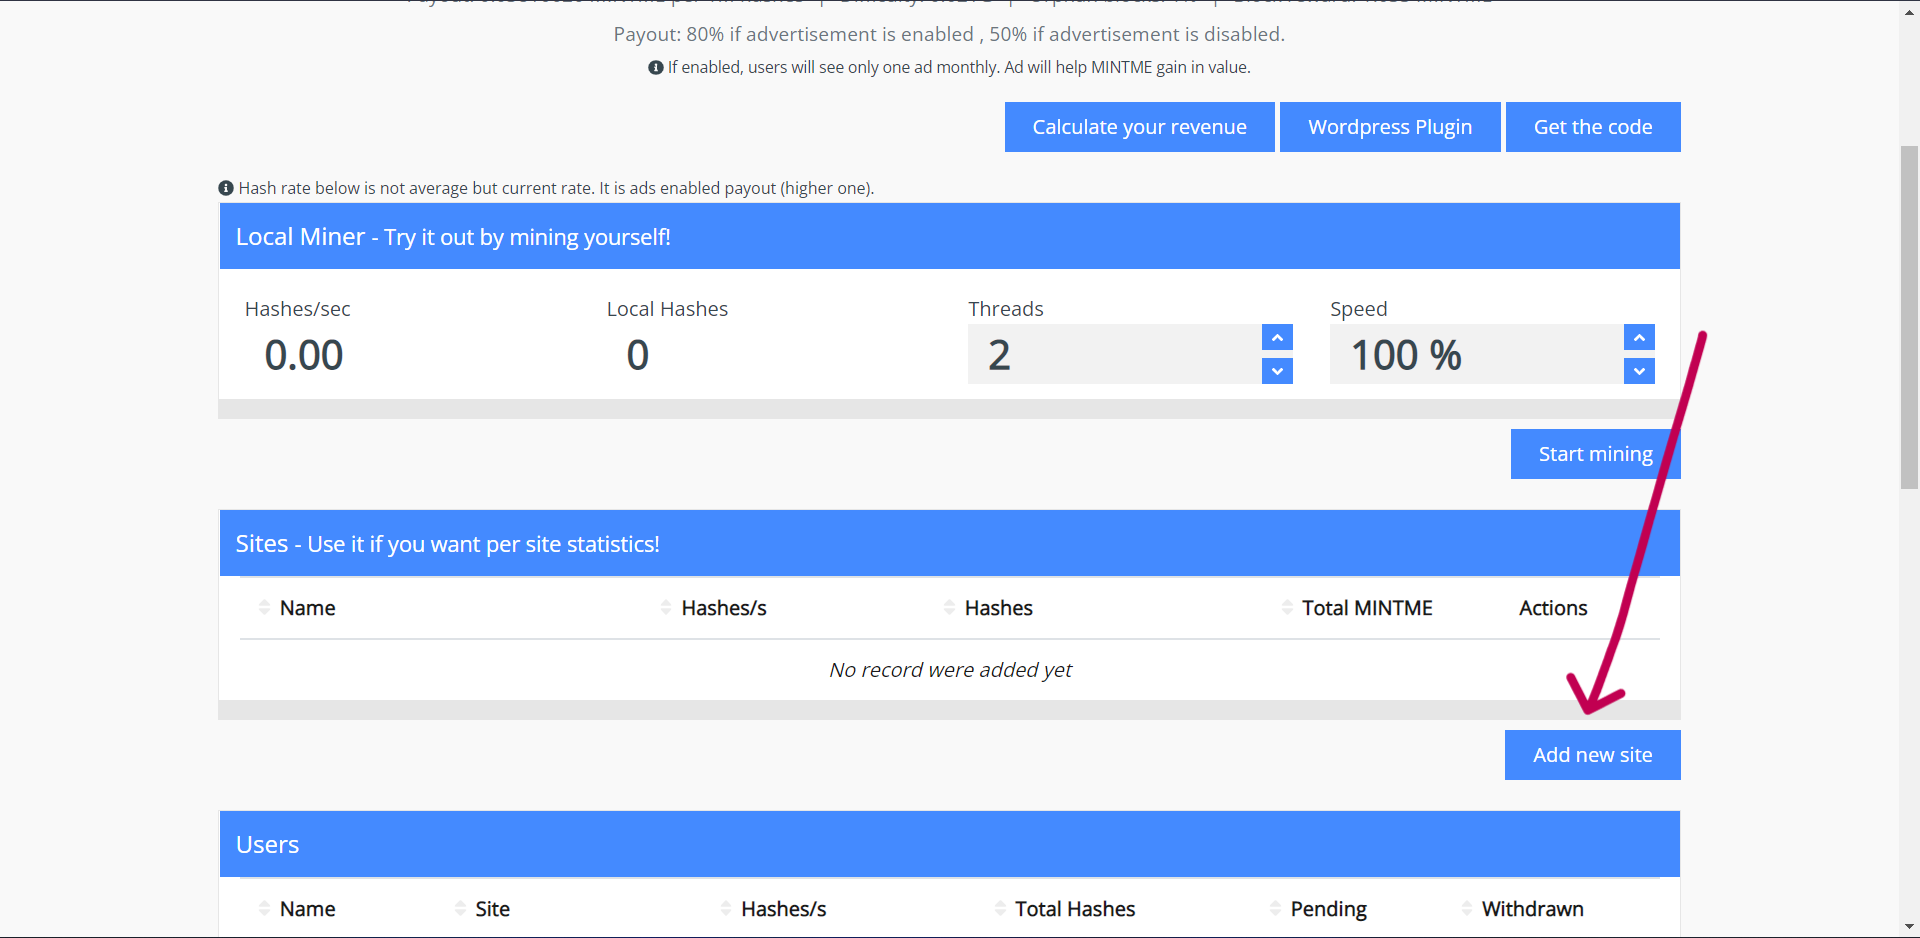 Payout: 80% if advertisement is enabled , 50% if advertisement is disabled.
If enabled, users will see only one ad monthly. Ad will help MINTME gain in value.
Calculate your revenue Wordpress Plugin Get the code
Hash rate below is not average but current rate. It is ads enabled payout (higher one).
Local Miner - Try it out by mining yourself!
Hashes/sec Local Hashes Threads Speed
0.00 0 2 100 %
Start mining
Sites - Use it if you want per site statistics!
Name Hashes/s Hashes Total MINTME Actions
No record were added yet
Add new site
Users
Name Site Hashes/s Total Hashes Pending Withdrawn